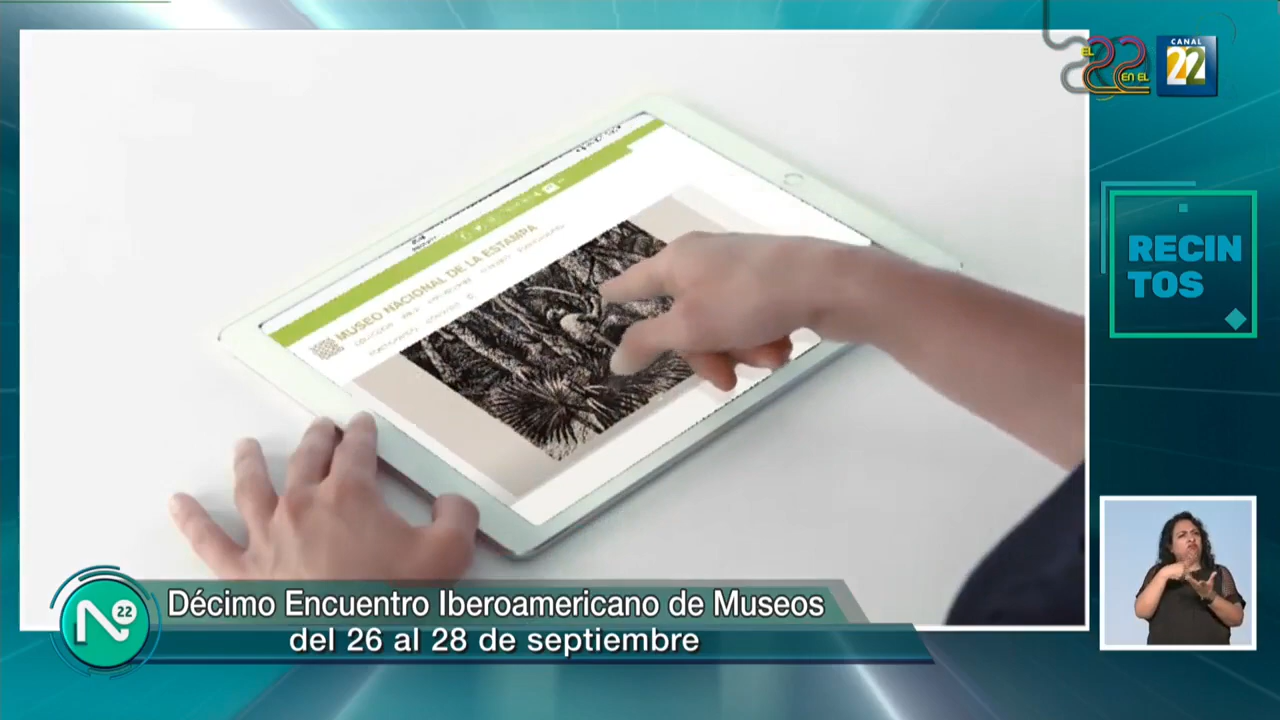 EL 22 EN EL
CANAL 22
MUSEO NACIONAL DE LA ESTAMPA
RECIN
TOS
N 22
Décimo Encuentro Iberoamericano de Museos
del 26 al 28 de septiembre